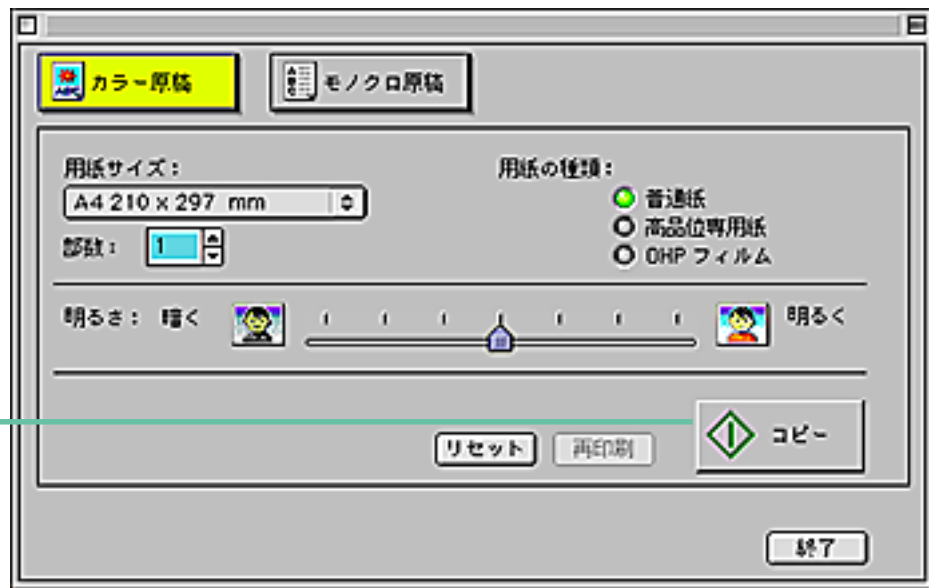 カラー原稿
モノクロ原稿
用紙サイズ：
用紙の種類：
A4 210 x 297 mm
普通紙
高品位専用紙
部数： 1
OHP フィルム
明るさ： 暗く
明るく
リセット
再印刷
コピー
終了